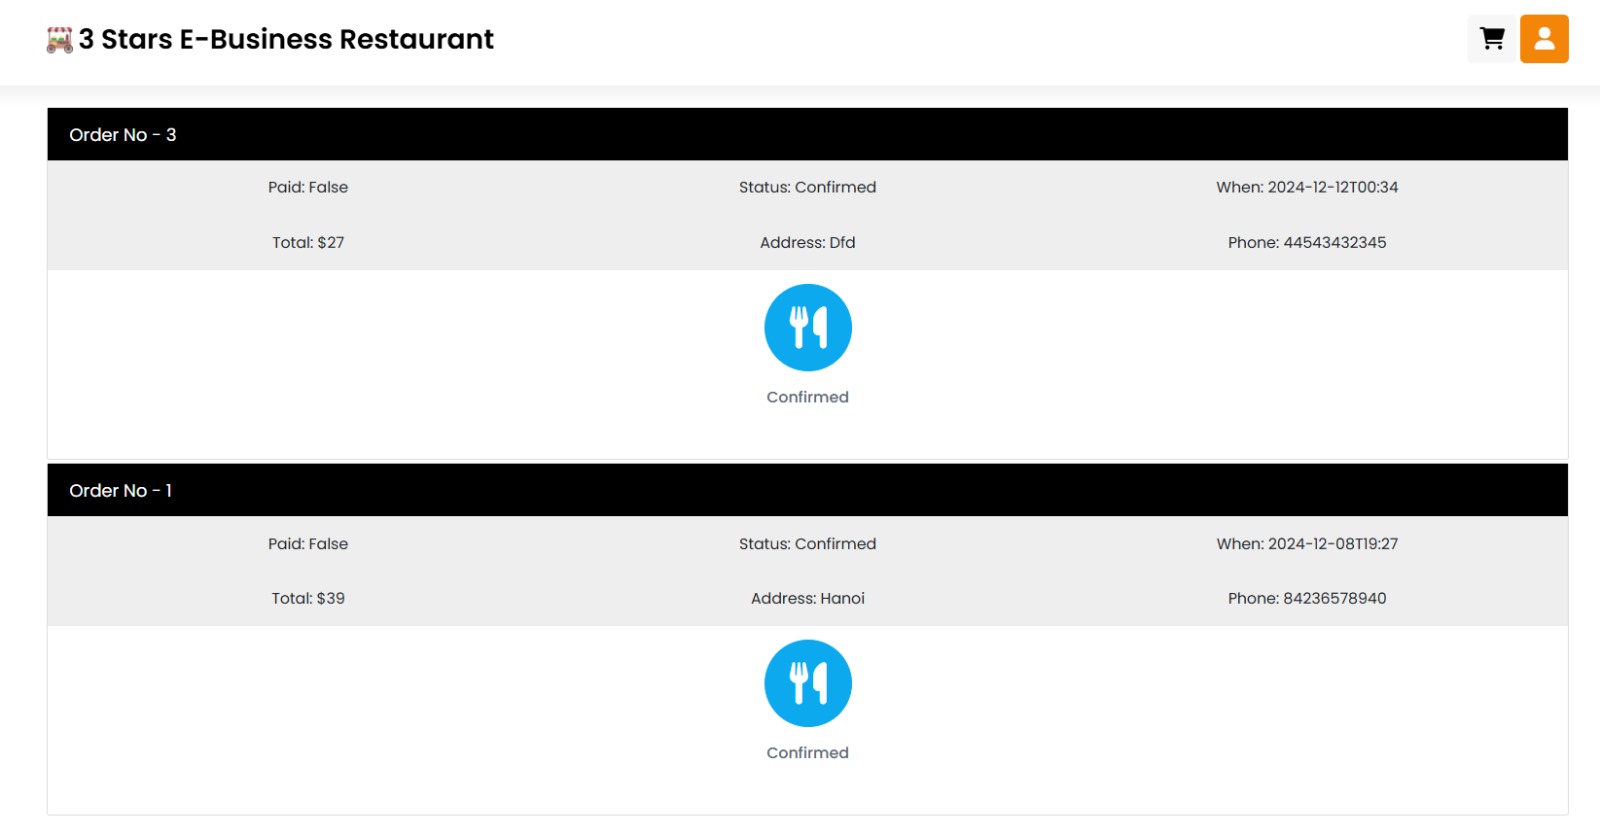 3 Stars E-Business Restaurant
Order No - 3
Paid: False Status: Confirmed When: 2024-12-12T00:34
Total: $27 Address: Dfd Phone: 44543432345
Confirmed
Order No - 1
Paid: False Status: Confirmed When: 2024-12-08T19:27
Total: $39 Address: Hanoi Phone: 84236578940
Confirmed